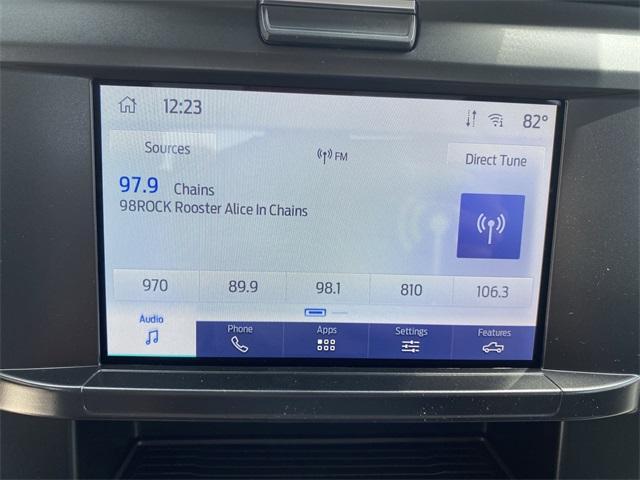 12:23 82°
Sources FM Direct Tune
97.9 Chains
98ROCK Rooster Alice In Chains
970 89.9 98.1 810 106.3
Audio Phone Apps Settings Features